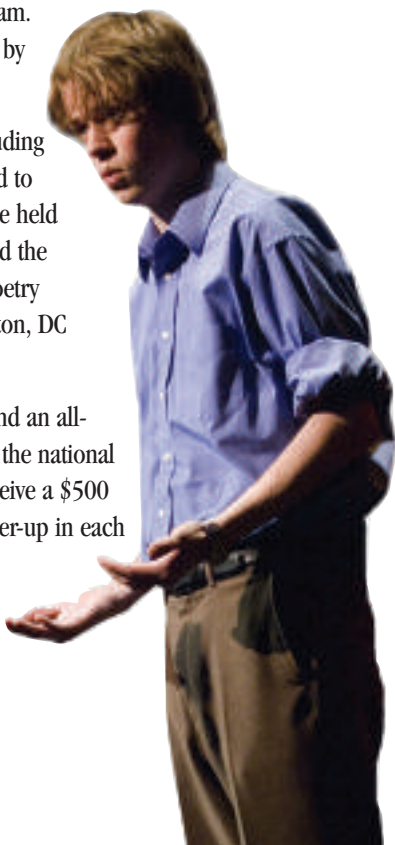 am.
by
uding
d to
e held
d the
oetry
ton, DC
nd an all-
the national
eive a $500
er-up in each